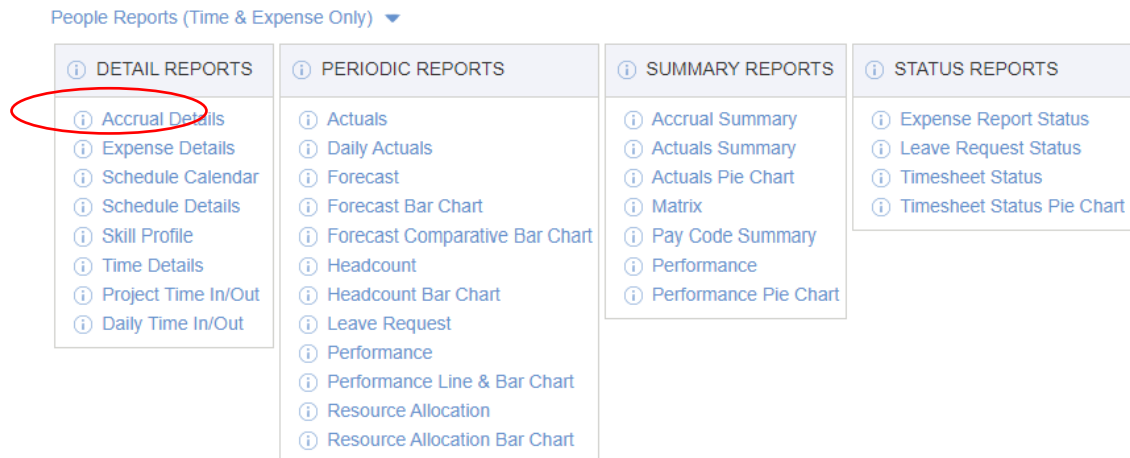 People Reports (Time & Expense Only)
DETAIL REPORTS
Accrual Details
Expense Details
Schedule Calendar
Schedule Details
Skill Profile
Time Details
Project Time In/Out
Daily Time In/Out
PERIODIC REPORTS
Actuals
Daily Actuals
Forecast
Forecast Bar Chart
Forecast Comparative Bar Chart
Headcount
Headcount Bar Chart
Leave Request
Performance
Performance Line & Bar Chart
Resource Allocation
Resource Allocation Bar Chart
SUMMARY REPORTS
Accrual Summary
Actuals Summary
Actuals Pie Chart
Matrix
Pay Code Summary
Performance
Performance Pie Chart
STATUS REPORTS
Expense Report Status
Leave Request Status
Timesheet Status
Timesheet Status Pie Chart